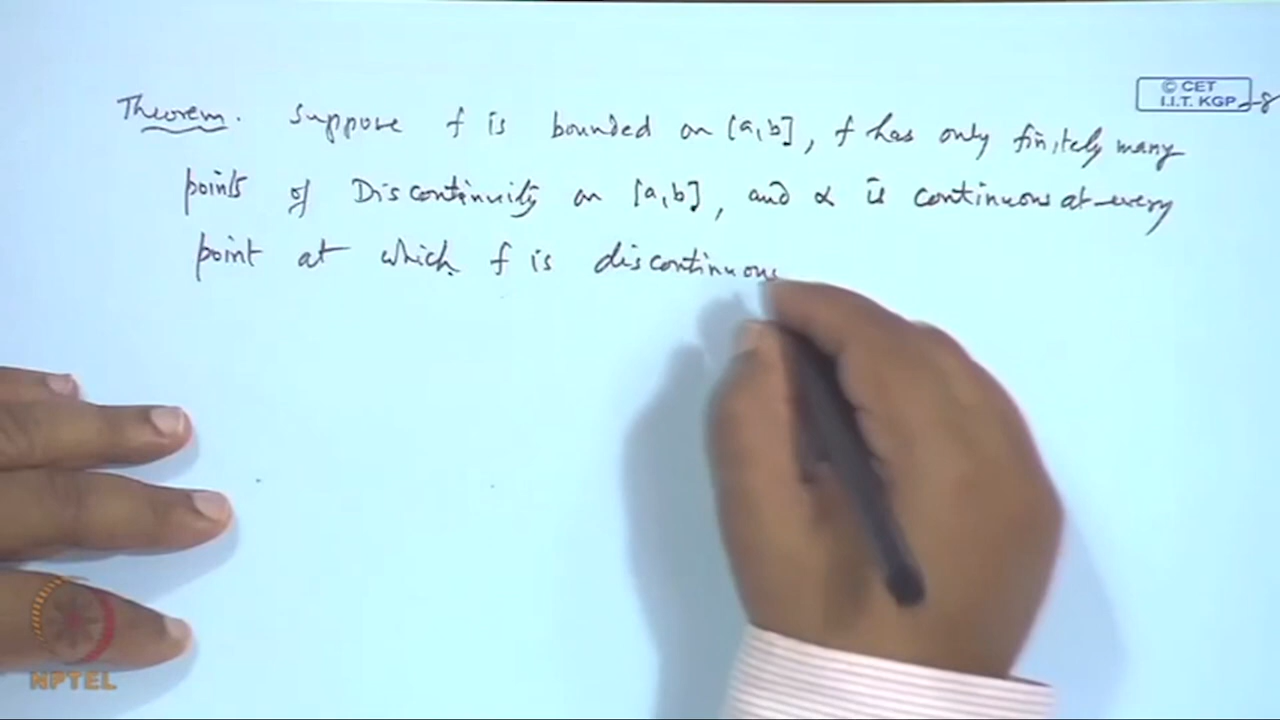 Theorem. Suppose f is bounded on [a,b], f has only finitely many
points of Discontinuity on [a,b], and α is continuous at every
point at which f is discontinuous
© CET
I.I.T. KGP
NPTEL